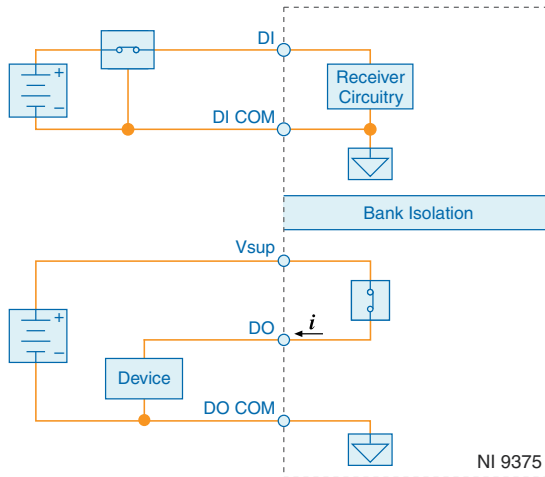 DI
+
−
Receiver
Circuitry
DI COM
Bank Isolation
Vsup
+
−
i
DO
Device
DO COM
NI 9375